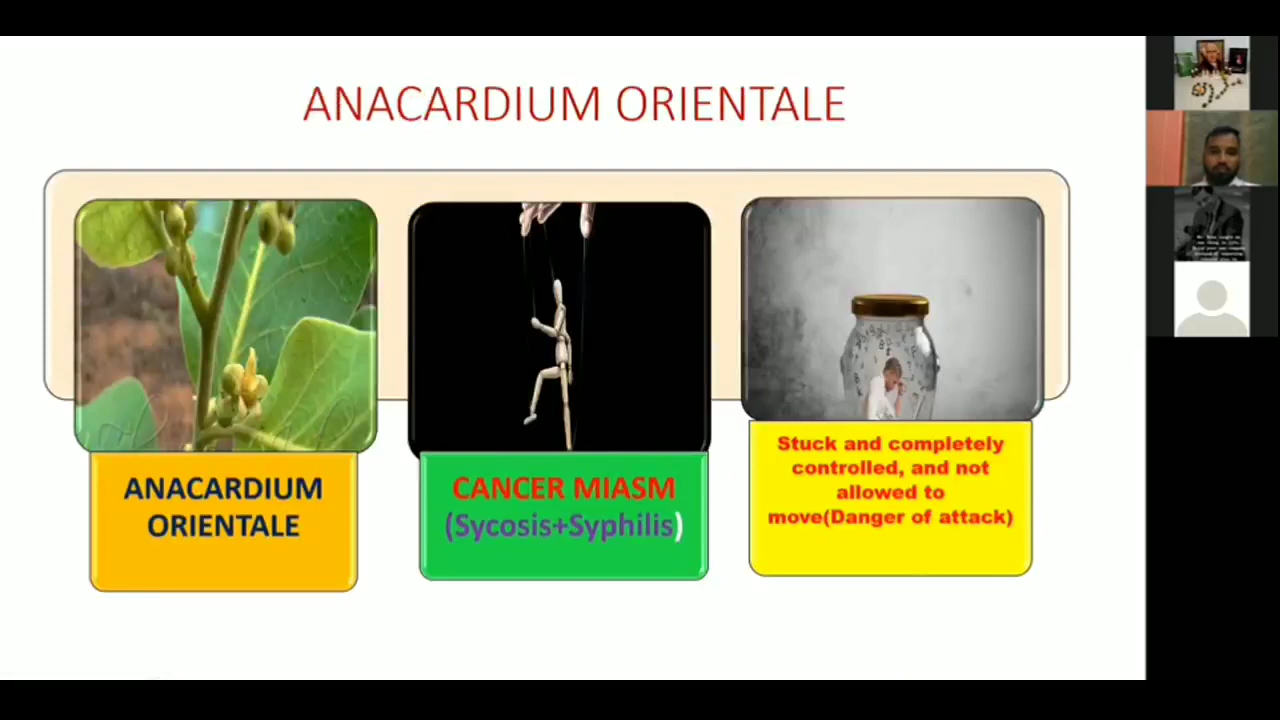 ANACARDIUM ORIENTALE
ANACARDIUM
ORIENTALE
CANCER MIASM
(Sycosis+Syphilis)
Stuck and completely
controlled, and not
allowed to
move(Danger of attack)